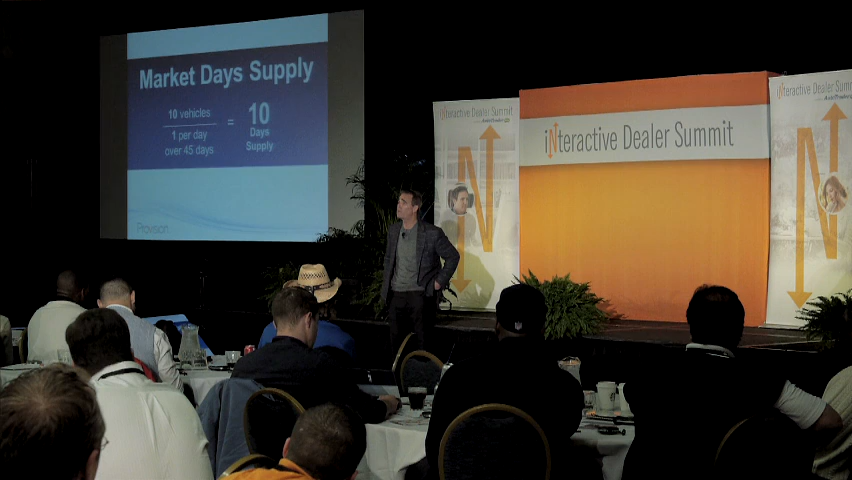 Market Days Supply
10 vehicles
1 per day
over 45 days
=
10
Days
Supply
Provision
iNteractive Dealer Summit
iNteractive Dealer Summit
iNteractive Dealer Summ